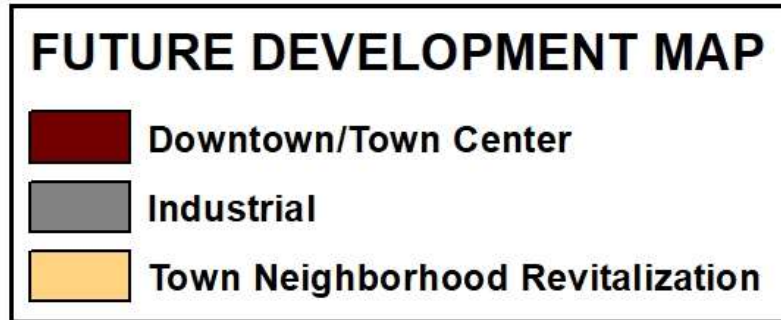 FUTURE DEVELOPMENT MAP
Downtown/Town Center
Industrial
Town Neighborhood Revitalization